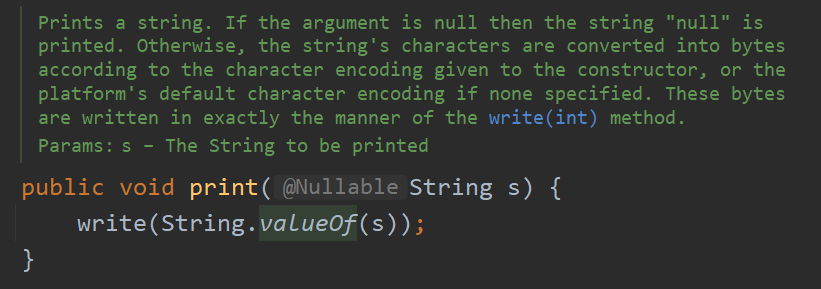 Prints a string. If the argument is null then the string "null" is
printed. Otherwise, the string's characters are converted into bytes
according to the character encoding given to the constructor, or the
platform's default character encoding if none specified. These bytes
are written in exactly the manner of the write(int) method.
Params: s – The String to be printed
public void print( @Nullable String s) {
    write(String.valueOf(s));
}